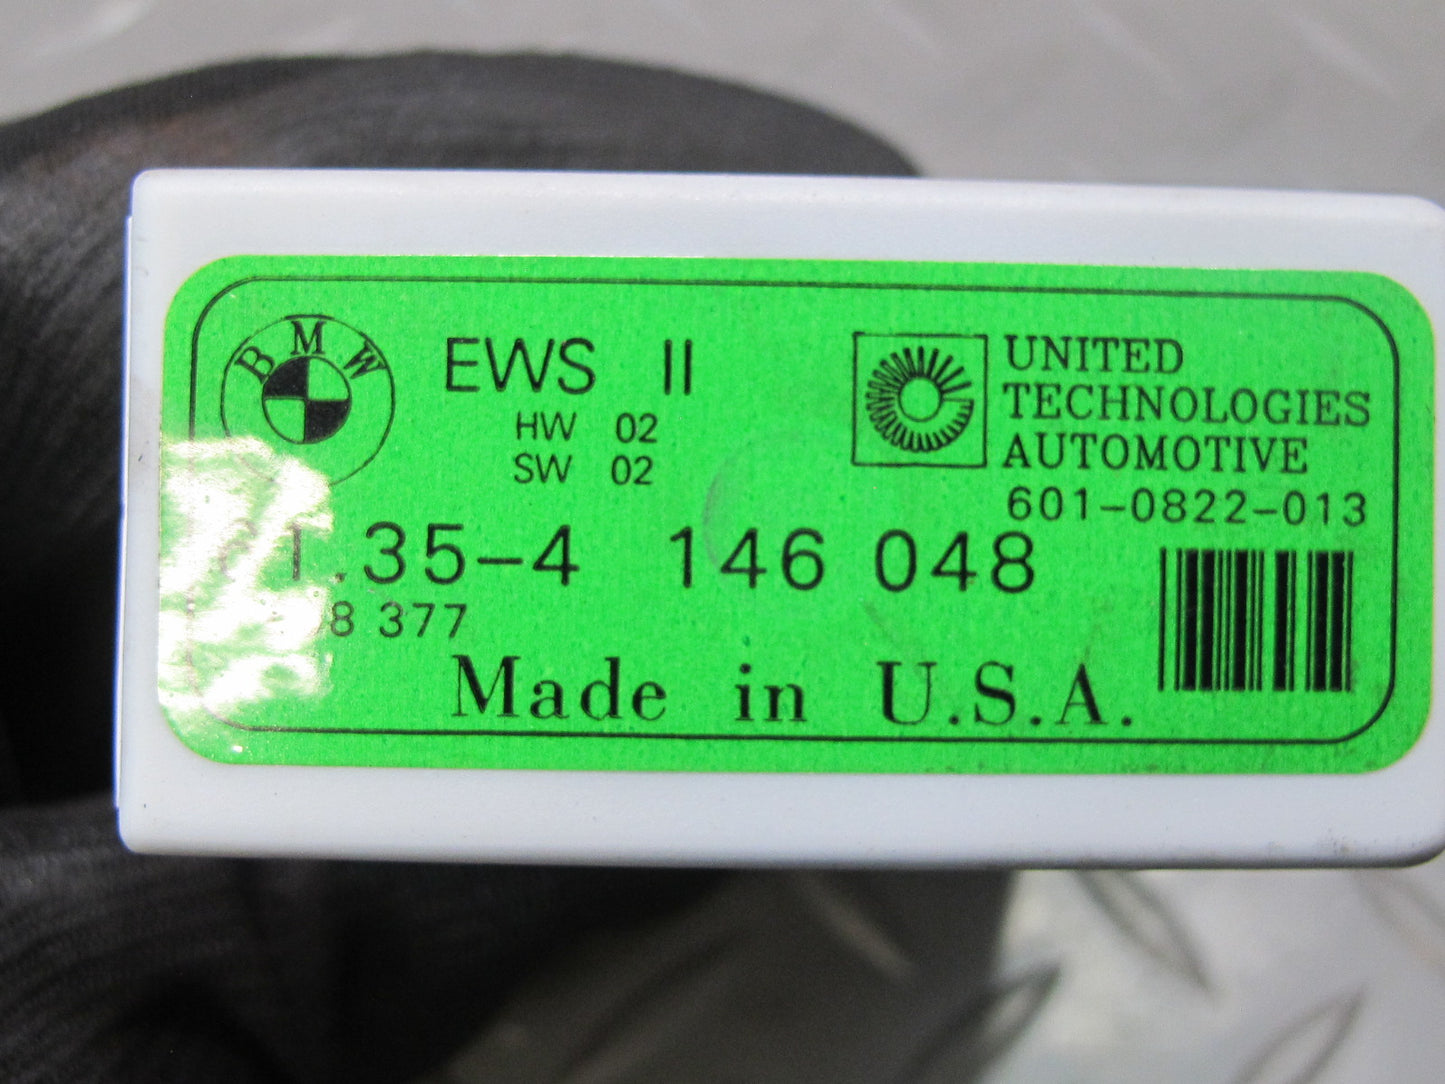 BMW
EWS II
HW 02
SW 02
UNITED
TECHNOLOGIES
AUTOMOTIVE
601-0822-013
1.35-4 146 048
8 377
Made in U.S.A.